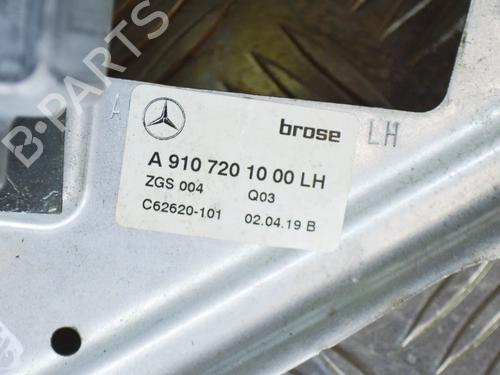 B-PARTS
A
brose
LH
A 910 720 10 00 LH
ZGS 004 Q03
C62620-101 02.04.19 B